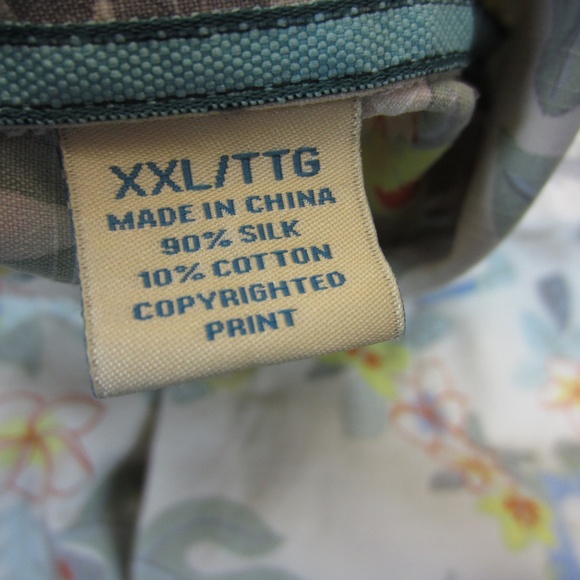 XXL/TTG
MADE IN CHINA
90% SILK
10% COTTON
COPYRIGHTED
PRINT